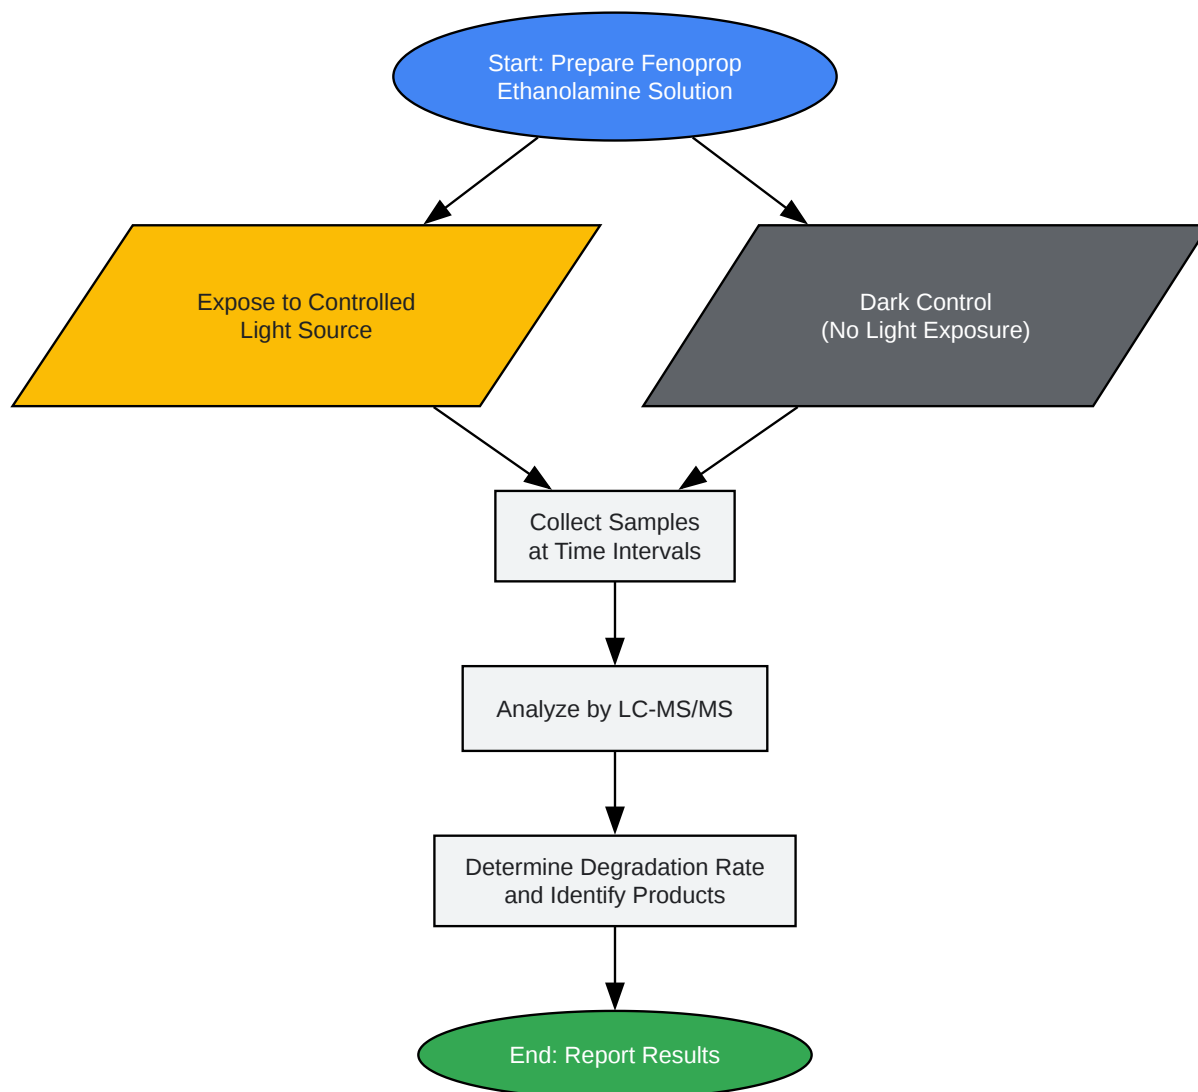 Start: Prepare Fenoprop
Ethanolamine Solution
Expose to Controlled
Light Source
Dark Control
(No Light Exposure)
Collect Samples
at Time Intervals
Analyze by LC-MS/MS
Determine Degradation Rate
and Identify Products
End: Report Results